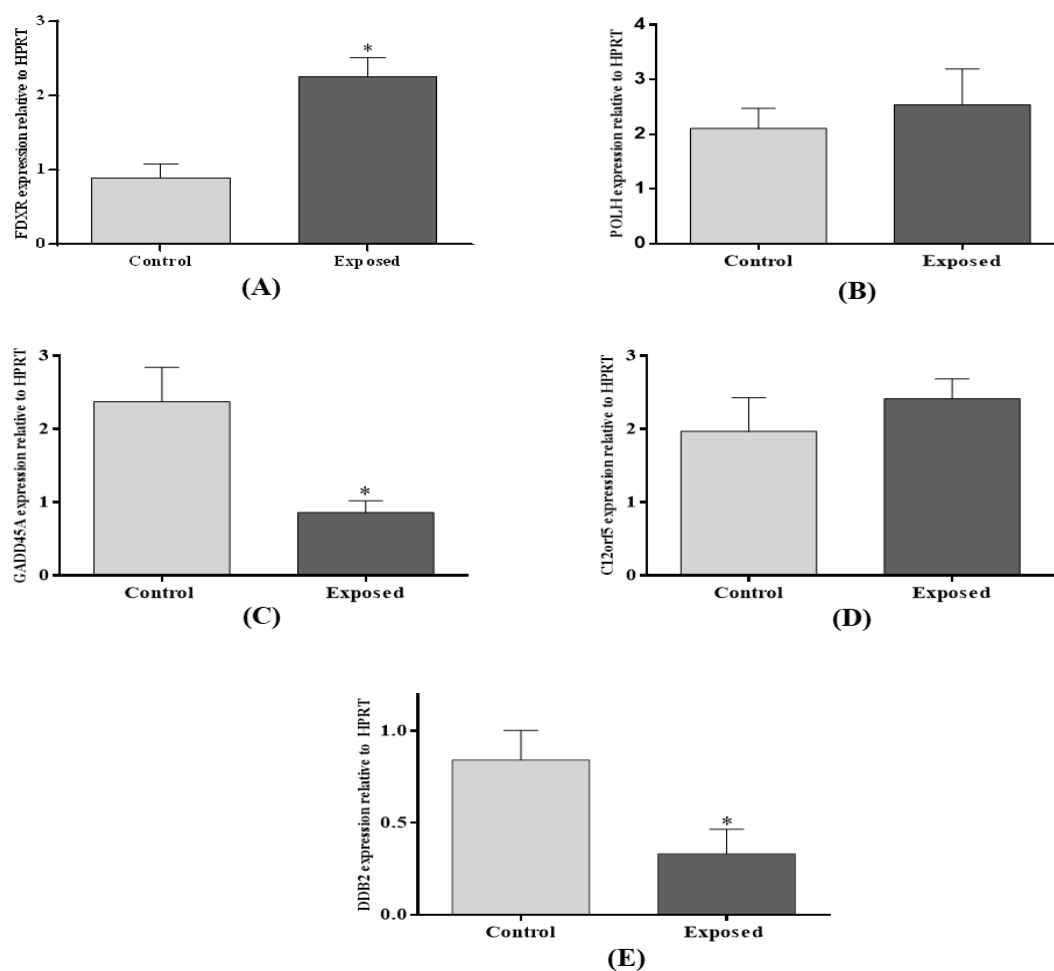 FDXR expression relative to HPRT
3
2
1
0
*
Control
Exposed
(A)
POLH expression relative to HPRT
4
3
2
1
0
Control
Exposed
(B)
GADD45A expression relative to HPRT
3
2
1
0
*
Control
Exposed
(C)
C12orf5 expression relative to HPRT
3
2
1
0
Control
Exposed
(D)
DDB2 expression relative to HPRT
1.0
0.5
0.0
*
Control
Exposed
(E)